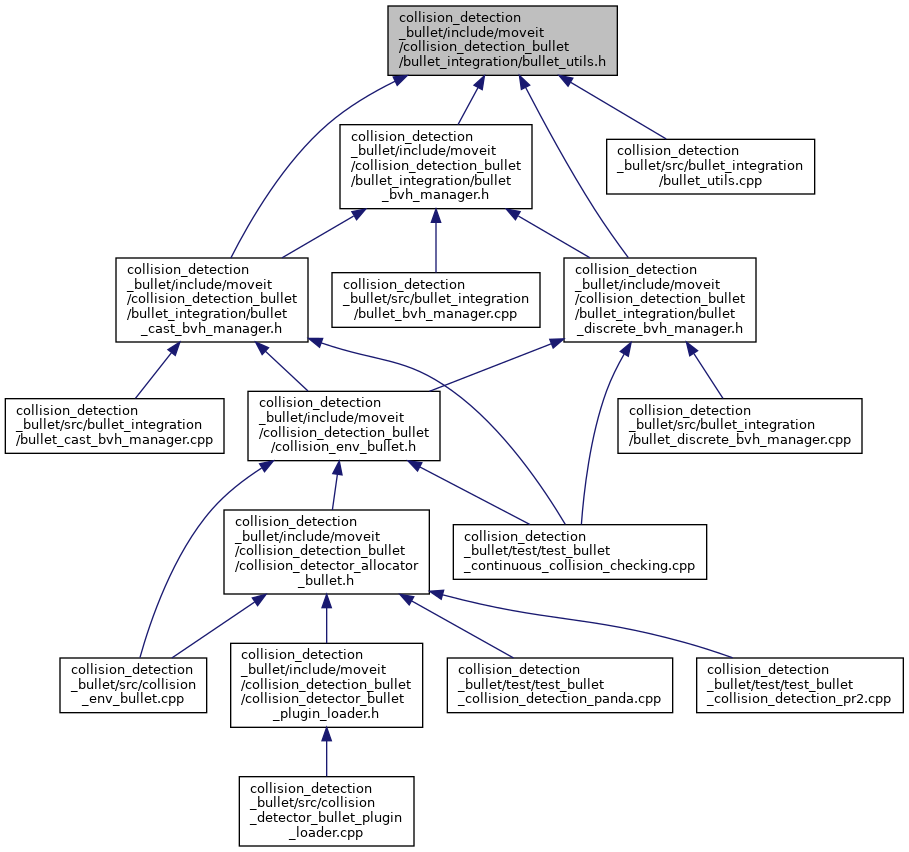 collision_detection
_bullet/include/moveit
/collision_detection_bullet
/bullet_integration/bullet_utils.h
collision_detection
_bullet/include/moveit
/collision_detection_bullet
/bullet_integration/bullet
_bvh_manager.h
collision_detection
_bullet/src/bullet_integration
/bullet_utils.cpp
collision_detection
_bullet/include/moveit
/collision_detection_bullet
/bullet_integration/bullet
_cast_bvh_manager.h
collision_detection
_bullet/src/bullet_integration
/bullet_bvh_manager.cpp
collision_detection
_bullet/include/moveit
/collision_detection_bullet
/bullet_integration/bullet
_discrete_bvh_manager.h
collision_detection
_bullet/src/bullet_integration
/bullet_cast_bvh_manager.cpp
collision_detection
_bullet/include/moveit
/collision_detection_bullet
/collision_env_bullet.h
collision_detection
_bullet/src/bullet_integration
/bullet_discrete_bvh_manager.cpp
collision_detection
_bullet/include/moveit
/collision_detection_bullet
/collision_detector_allocator
_bullet.h
collision_detection
_bullet/test/test_bullet
_continuous_collision_checking.cpp
collision_detection
_bullet/src/collision
_env_bullet.cpp
collision_detection
_bullet/include/moveit
/collision_detection_bullet
/collision_detector_bullet
_plugin_loader.h
collision_detection
_bullet/test/test_bullet
_collision_detection_panda.cpp
collision_detection
_bullet/test/test_bullet
_collision_detection_pr2.cpp
collision_detection
_bullet/src/collision
_detector_bullet_plugin
_loader.cpp